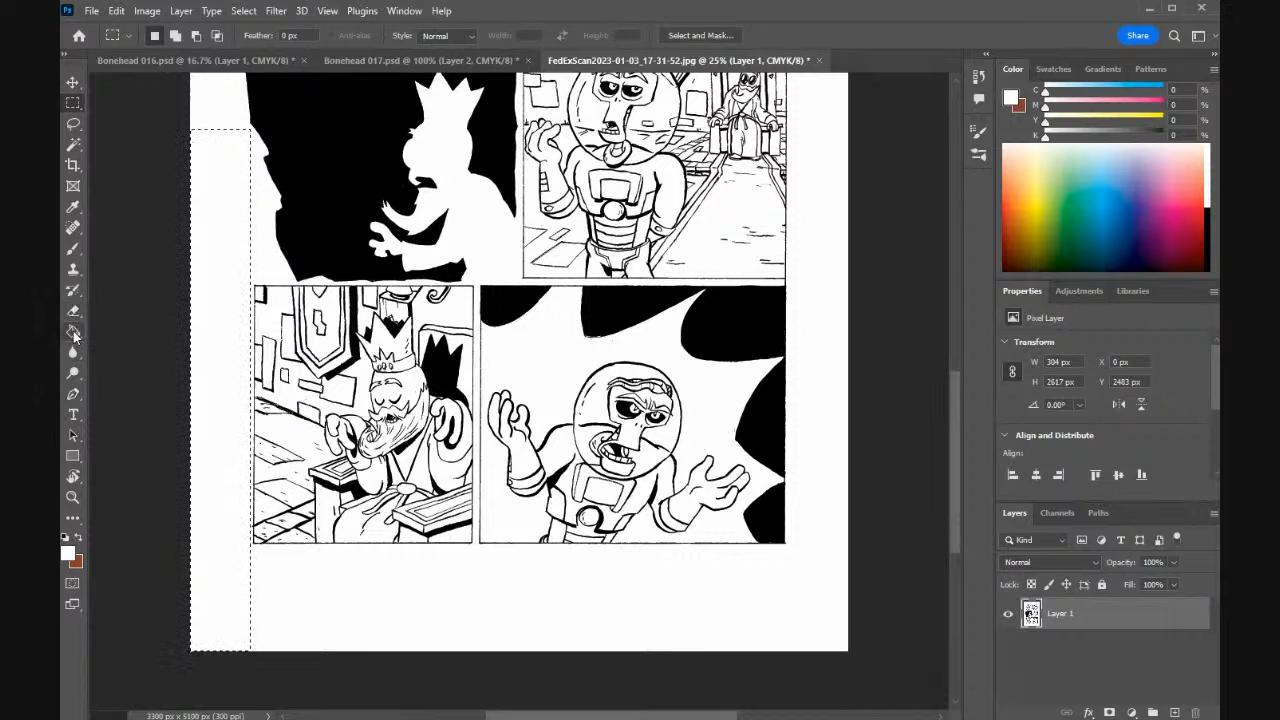 Ps File Edit Image Layer Type Select Filter 3D View Plugins Window Help
Feather: 0 px Anti-alias Style: Normal Width: Height: Select and Mask... Share
Bonehead 016.psd @ 16.7% (Layer 1, CMYK/8) * × Bonehead 017.psd @ 100% (Layer 2, CMYK/8) * × FedExScan2023-01-03_17-31-52.jpg @ 25% (Layer 1, CMYK/8) * ×
Color Swatches Gradients Patterns
C 0 %
M 0 %
Y 0 %
K 0 %
Properties Adjustments Libraries
Pixel Layer
Transform
W 304 px X 0 px
H 2617 px Y 2483 px
0.00°
Align and Distribute
Align:
Layers Channels Paths
Kind
Normal Opacity: 100%
Lock: Fill: 100%
Layer 1
3300 px x 5100 px (300 ppi)